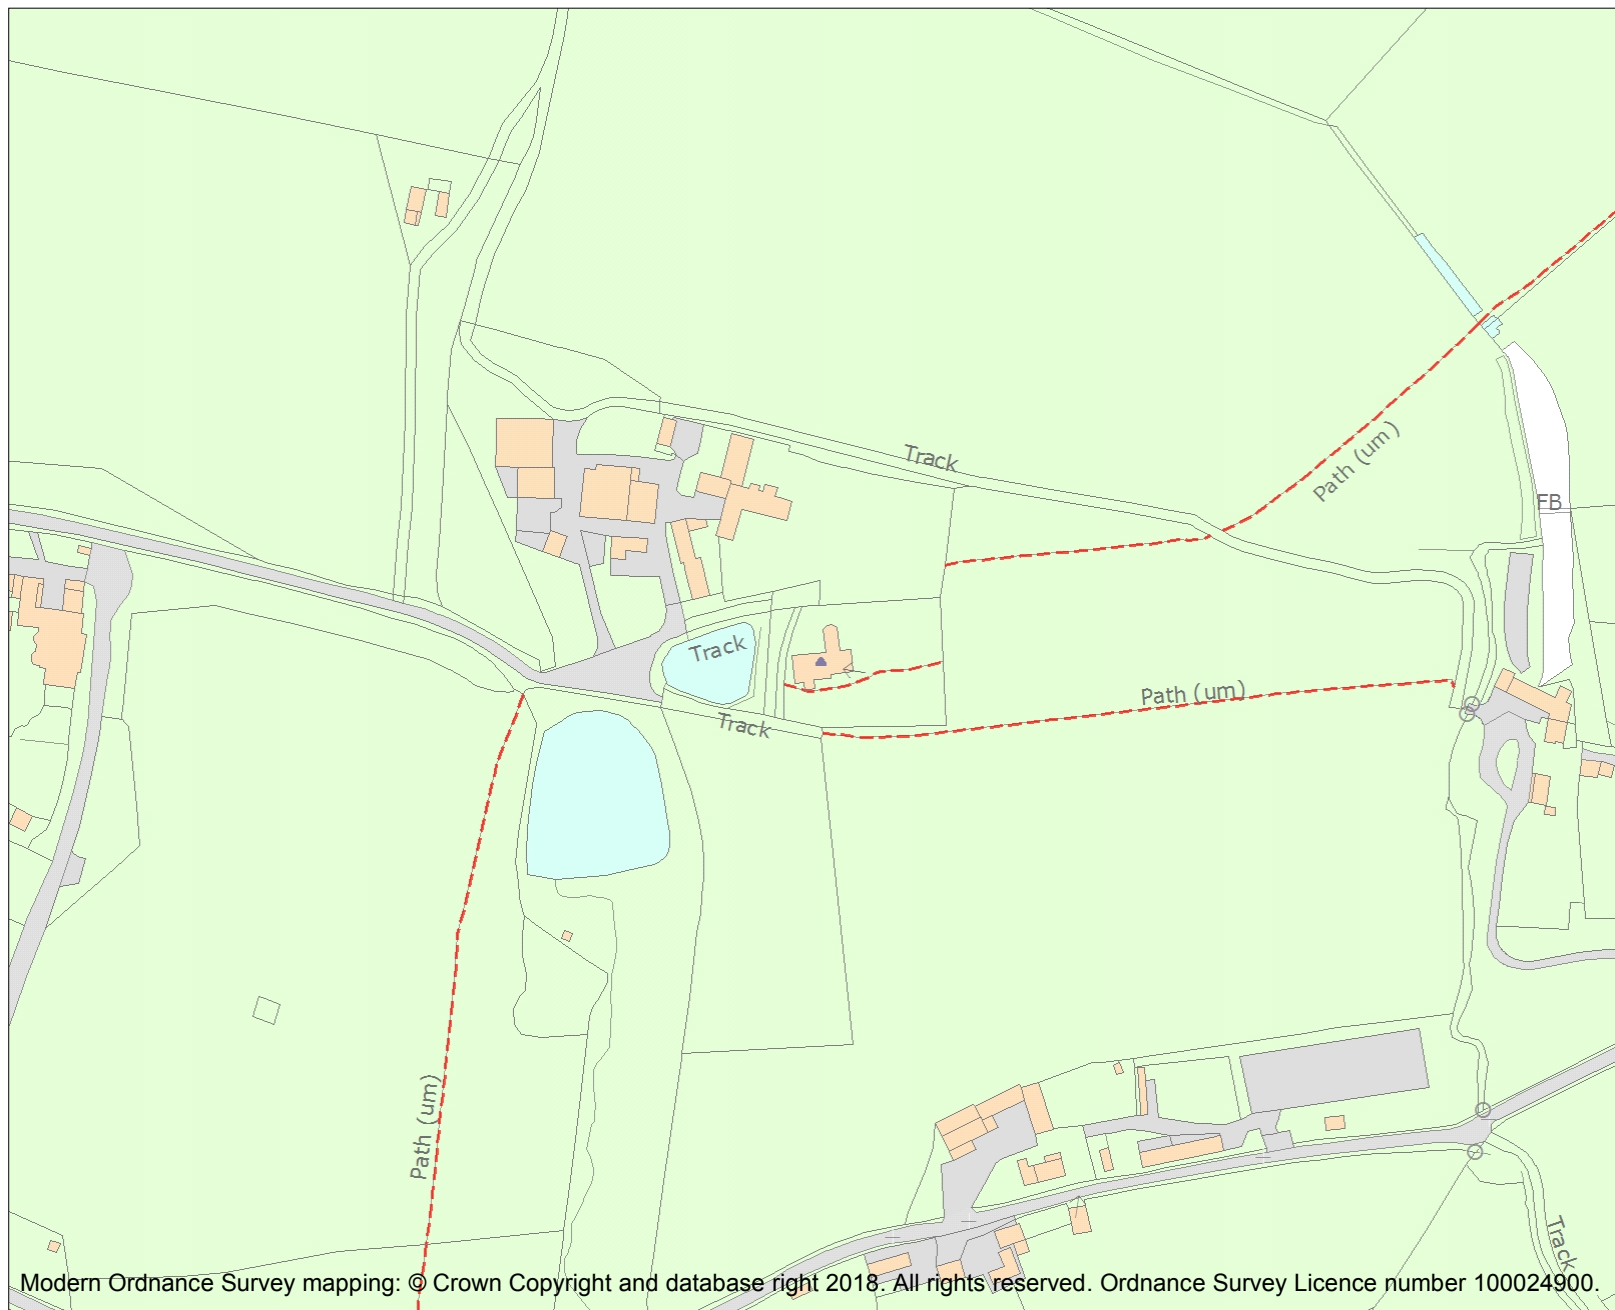 Track
Path (um)
FB
Track
Path (um)
Track
Path (um)
Track
Modern Ordnance Survey mapping: © Crown Copyright and database right 2018. All rights reserved. Ordnance Survey Licence number 100024900.